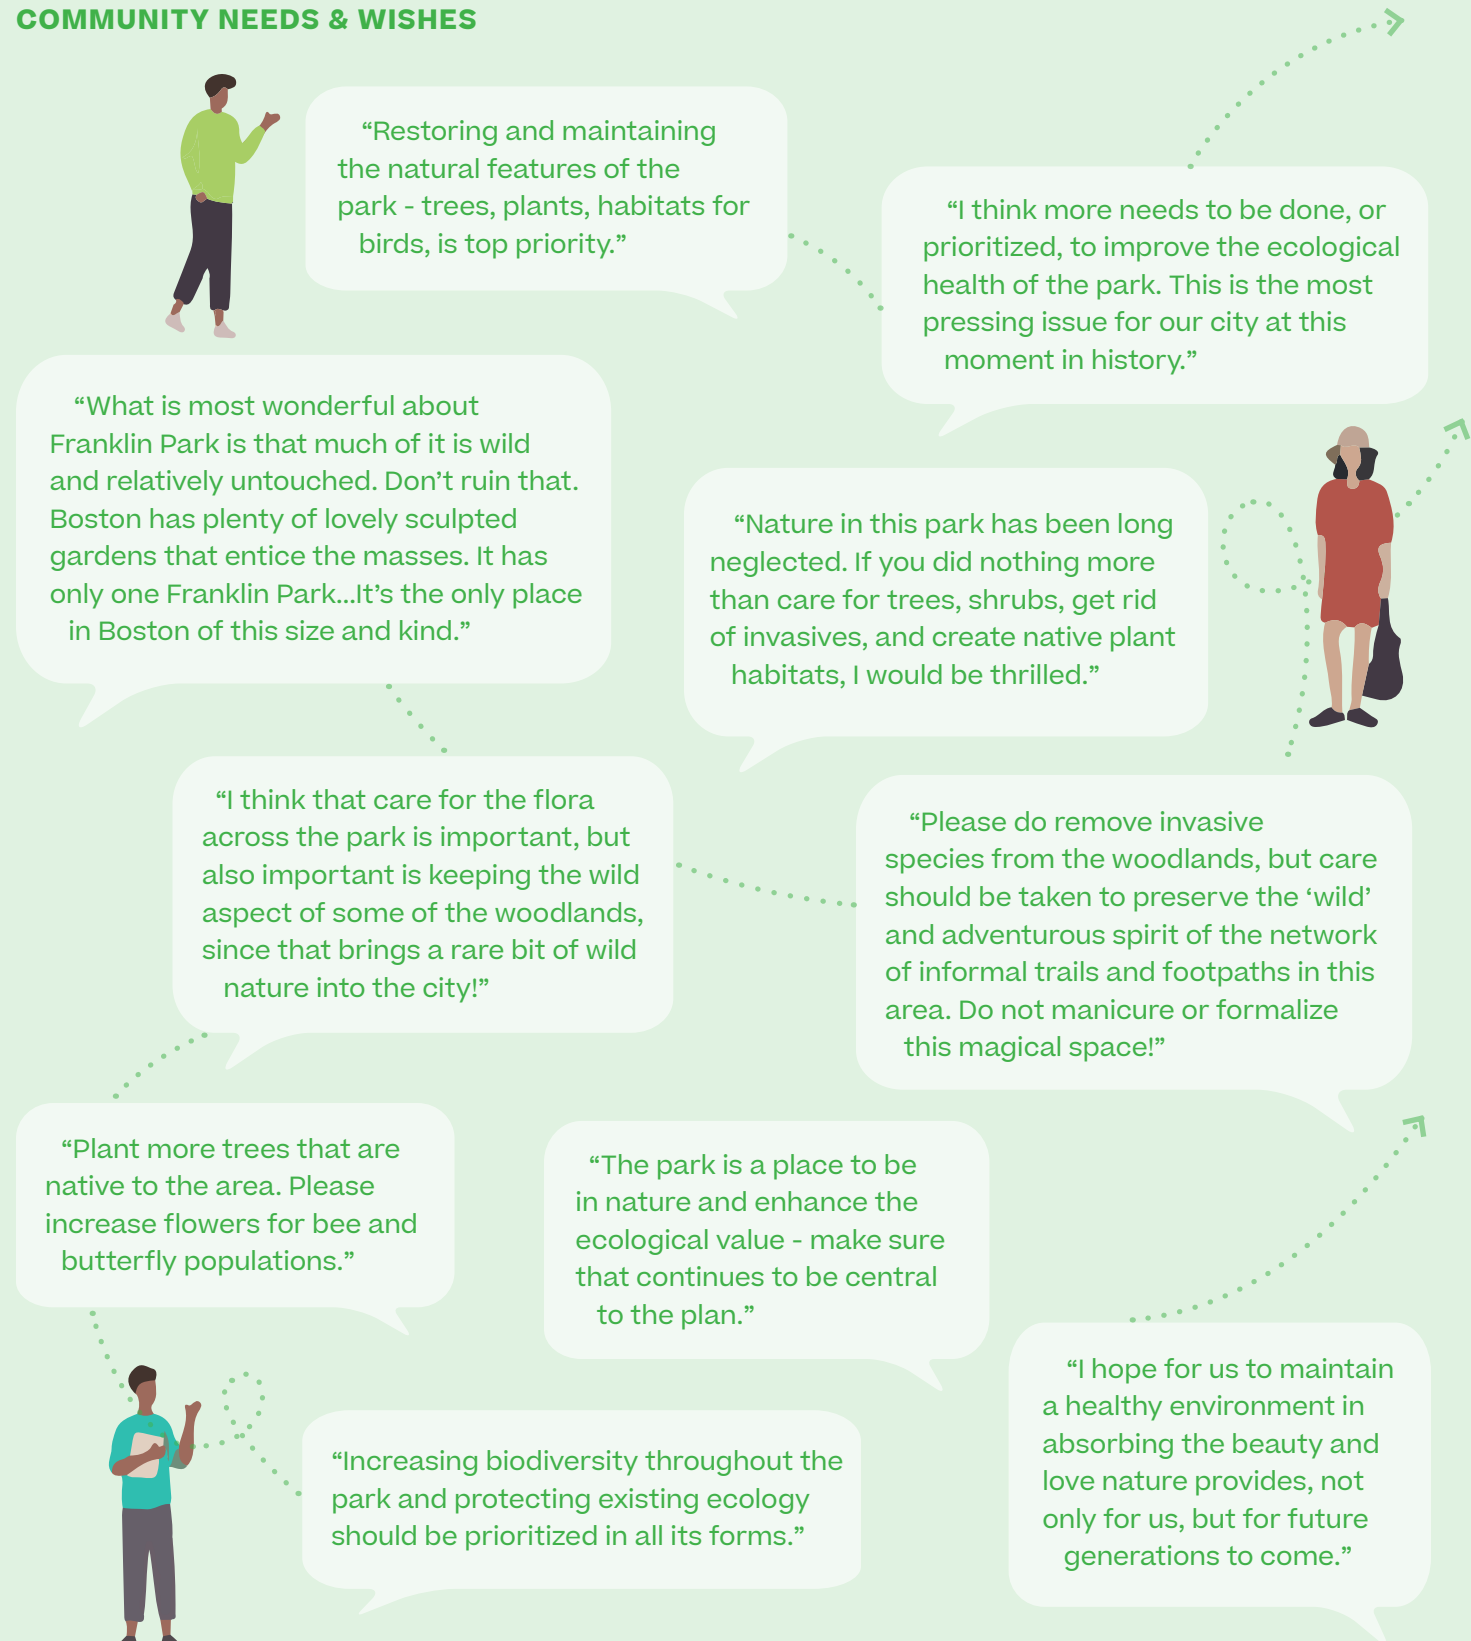 COMMUNITY NEEDS & WISHES
“Restoring and maintaining
the natural features of the
park - trees, plants, habitats for
birds, is top priority.”
“I think more needs to be done, or
prioritized, to improve the ecological
health of the park. This is the most
pressing issue for our city at this
moment in history.”
“What is most wonderful about
Franklin Park is that much of it is wild
and relatively untouched. Don’t ruin that.
Boston has plenty of lovely sculpted
gardens that entice the masses. It has
only one Franklin Park...It’s the only place
in Boston of this size and kind.”
“Nature in this park has been long
neglected. If you did nothing more
than care for trees, shrubs, get rid
of invasives, and create native plant
habitats, I would be thrilled.”
“I think that care for the flora
across the park is important, but
also important is keeping the wild
aspect of some of the woodlands,
since that brings a rare bit of wild
nature into the city!”
“Please do remove invasive
species from the woodlands, but care
should be taken to preserve the ‘wild’
and adventurous spirit of the network
of informal trails and footpaths in this
area. Do not manicure or formalize
this magical space!”
“Plant more trees that are
native to the area. Please
increase flowers for bee and
butterfly populations.”
“The park is a place to be
in nature and enhance the
ecological value - make sure
that continues to be central
to the plan.”
“I hope for us to maintain
a healthy environment in
absorbing the beauty and
love nature provides, not
only for us, but for future
generations to come.”
“Increasing biodiversity throughout the
park and protecting existing ecology
should be prioritized in all its forms.”